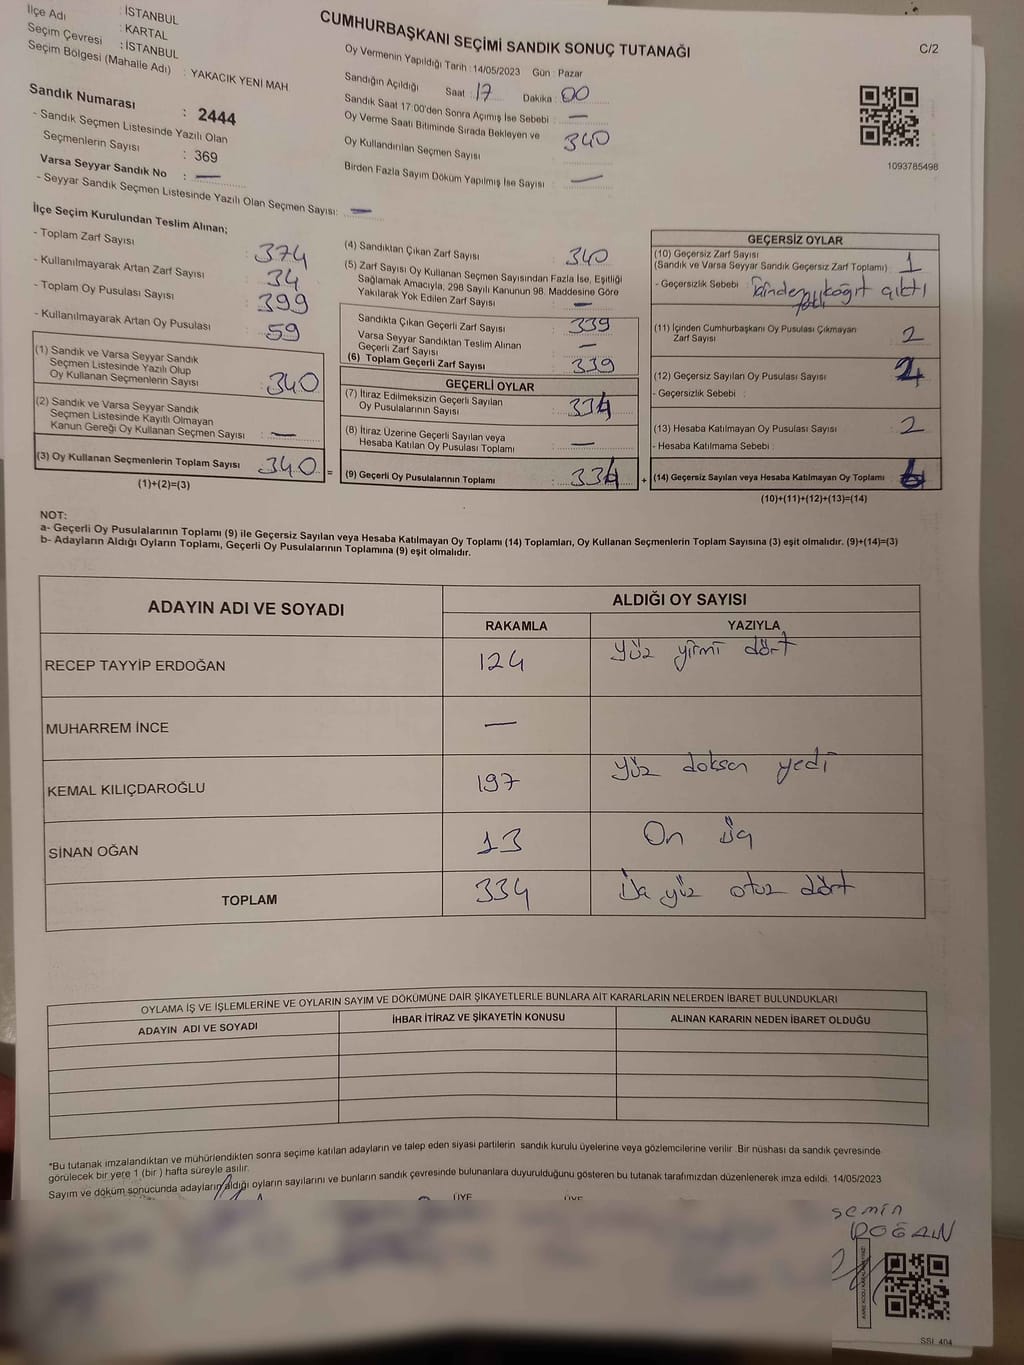 İlçe Adı : İSTANBUL
Seçim Çevresi : KARTAL
Seçim Bölgesi (Mahalle Adı) : İSTANBUL
: YAKACIK YENİ MAH.
CUMHURBAŞKANI SEÇİMİ SANDIK SONUÇ TUTANAĞI
C/2
Oy Vermenin Yapıldığı Tarih : 14/05/2023 Gün : Pazar
Sandığın Açıldığı Saat : 17 Dakika : 00
Sandık Saat 17:00'den Sonra Açımış İse Sebebi : —
Oy Verme Saati Bitiminde Sırada Bekleyen ve
Oy Kullandırılan Seçmen Sayısı : 340
Birden Fazla Sayım Döküm Yapılmış İse Sayısı : —
1093785498
Sandık Numarası : 2444
- Sandık Seçmen Listesinde Yazılı Olan
Seçmenlerin Sayısı : 369
Varsa Seyyar Sandık No : —
- Seyyar Sandık Seçmen Listesinde Yazılı Olan Seçmen Sayısı: —
İlçe Seçim Kurulundan Teslim Alınan;
- Toplam Zarf Sayısı : 374
- Kullanılmayarak Artan Zarf Sayısı : 34
- Toplam Oy Pusulası Sayısı : 399
- Kullanılmayarak Artan Oy Pusulası : 59
(1) Sandık ve Varsa Seyyar Sandık
Seçmen Listesinde Yazılı Olup
Oy Kullanan Seçmenlerin Sayısı : 340
(2) Sandık ve Varsa Seyyar Sandık
Seçmen Listesinde Kayıtlı Olmayan
Kanun Gereği Oy Kullanan Seçmen Sayısı : —
(3) Oy Kullanan Seçmenlerin Toplam Sayısı : 340
(1)+(2)=(3)
=
(4) Sandıktan Çıkan Zarf Sayısı : 340
(5) Zarf Sayısı Oy Kullanan Seçmen Sayısından Fazla İse, Eşitliği
Sağlamak Amacıyla, 298 Sayılı Kanunun 98. Maddesine Göre
Yakılarak Yok Edilen Zarf Sayısı : —
Sandıkta Çıkan Geçerli Zarf Sayısı : 339
Varsa Seyyar Sandıktan Teslim Alınan
Geçerli Zarf Sayısı : —
(6) Toplam Geçerli Zarf Sayısı : 339
GEÇERLİ OYLAR
(7) İtiraz Edilmeksizin Geçerli Sayılan
Oy Pusulalarının Sayısı : 334
(8) İtiraz Üzerine Geçerli Sayılan veya
Hesaba Katılan Oy Pusulası Toplamı : —
(9) Geçerli Oy Pusulalarının Toplamı : 334
+
GEÇERSİZ OYLAR
(10) Geçersiz Zarf Sayısı
(Sandık ve Varsa Seyyar Sandık Geçersiz Zarf Toplamı) : 1
- Geçersizlik Sebebi : İçinden kağıt çıktı
(11) İçinden Cumhurbaşkanı Oy Pusulası Çıkmayan
Zarf Sayısı : 2
(12) Geçersiz Sayılan Oy Pusulası Sayısı :
- Geçersizlik Sebebi :
(13) Hesaba Katılmayan Oy Pusulası Sayısı : 2
- Hesaba Katılmama Sebebi :
(14) Geçersiz Sayılan veya Hesaba Katılmayan Oy Toplamı :
(10)+(11)+(12)+(13)=(14)
NOT:
a- Geçerli Oy Pusulalarının Toplamı (9) ile Geçersiz Sayılan veya Hesaba Katılmayan Oy Toplamı (14) Toplamları, Oy Kullanan Seçmenlerin Toplam Sayısına (3) eşit olmalıdır. (9)+(14)=(3)
b- Adayların Aldığı Oyların Toplamı, Geçerli Oy Pusulalarının Toplamına (9) eşit olmalıdır.
ADAYIN ADI VE SOYADI
ALDIĞI OY SAYISI
RAKAMLA YAZIYLA
RECEP TAYYİP ERDOĞAN 124 Yüz yirmi dört
MUHARREM İNCE —
KEMAL KILIÇDAROĞLU 197 Yüz doksan yedi
SİNAN OĞAN 13 On üç
TOPLAM 334 Üç yüz otuz dört
OYLAMA İŞ VE İŞLEMLERİNE VE OYLARIN SAYIM VE DÖKÜMÜNE DAİR ŞİKAYETLERLE BUNLARA AİT KARARLARIN NELERDEN İBARET BULUNDUKLARI
ADAYIN ADI VE SOYADI İHBAR İTİRAZ VE ŞİKAYETİN KONUSU ALINAN KARARIN NEDEN İBARET OLDUĞU
*Bu tutanak imzalandıktan ve mühürlendikten sonra seçime katılan adayların ve talep eden siyasi partilerin sandık kurulu üyelerine veya gözlemcilerine verilir. Bir nüshası da sandık çevresinde
görülecek bir yere 1 (bir) hafta süreyle asılır.
Sayım ve döküm sonucunda adayların aldığı oyların sayılarını ve bunların sandık çevresinde bulunanlara duyurulduğunu gösteren bu tutanak tarafımızdan düzenlenerek imza edildi. 14/05/2023
ÜYE ÜYE
DOĞAN
SSİ 404